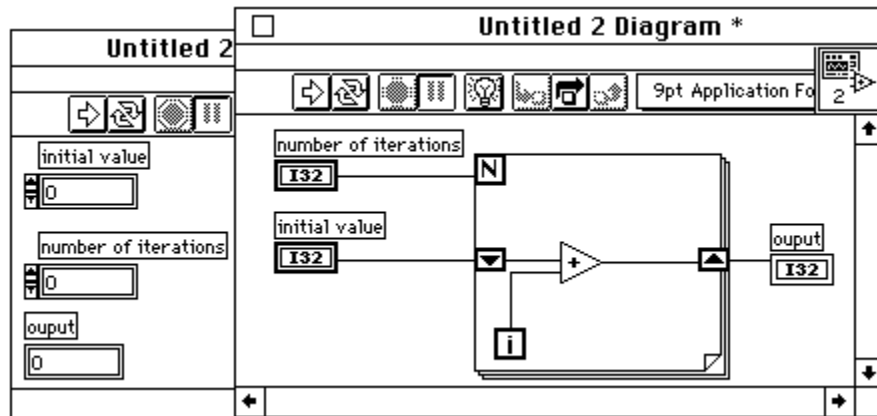 Untitled 2
initial value
0
number of iterations
0
ouput
0
Untitled 2 Diagram *
9pt Application Fo
2
number of iterations
I32
N
initial value
I32
+
i
ouput
I32